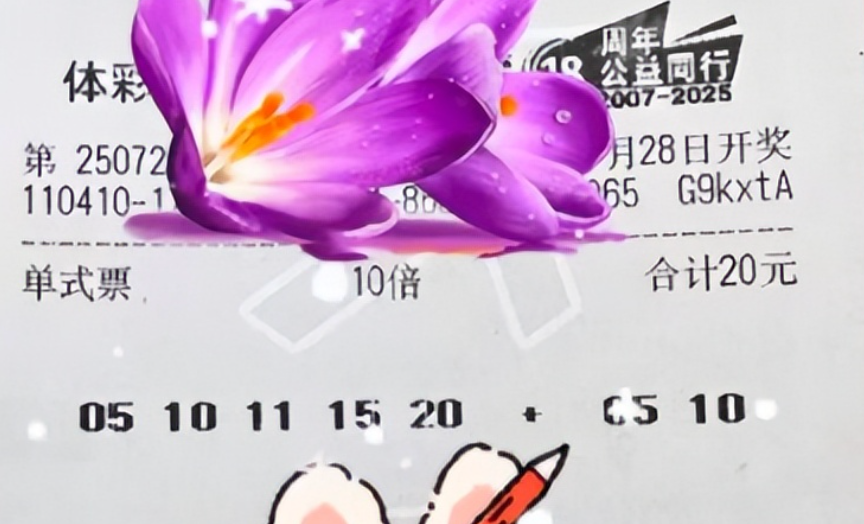 周年
体彩 18 公益同行
2007-2025
第 25072 月28日开奖
110410-1 -86 065 G9kxtA
单式票 10倍 合计20元
05 10 11 15 20 + 05 10